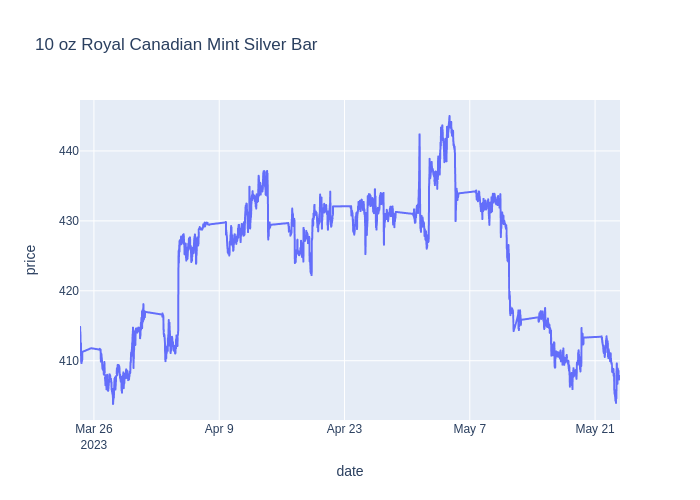 10 oz Royal Canadian Mint Silver Bar
price
440
430
420
410
Mar 26
2023
Apr 9
Apr 23
May 7
May 21
date